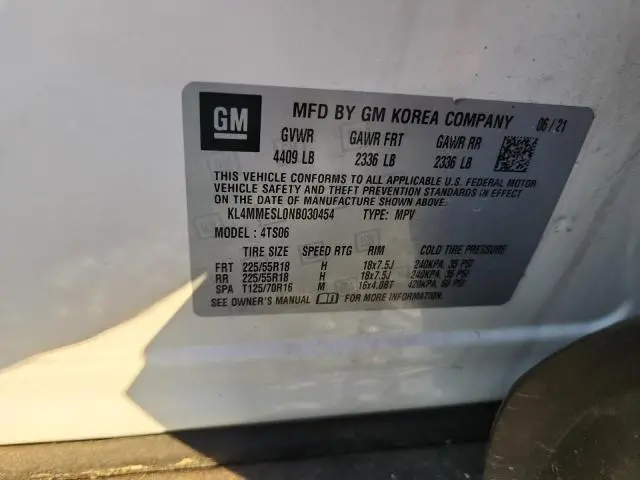 GM
MFD BY GM KOREA COMPANY 06/21
GVWR GAWR FRT GAWR RR
4409 LB 2336 LB 2336 LB
THIS VEHICLE CONFORMS TO ALL APPLICABLE U.S. FEDERAL MOTOR
VEHICLE SAFETY AND THEFT PREVENTION STANDARDS IN EFFECT
ON THE DATE OF MANUFACTURE SHOWN ABOVE.
KL4MMESL0NB030454 TYPE: MPV
MODEL: 4TS06
TIRE SIZE SPEED RTG RIM COLD TIRE PRESSURE
FRT 225/55R18 H 18x7.5J 240KPA, 35 PSI
RR 225/55R18 H 18x7.5J 240KPA, 35 PSI
SPA T125/70R16 M 16x4.0BT 420KPA, 60 PSI
SEE OWNER'S MANUAL FOR MORE INFORMATION.